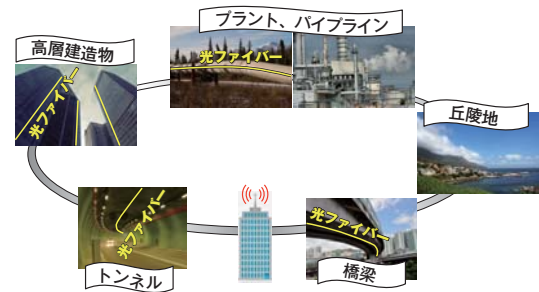 プラント、パイプライン
高層建造物
光ファイバー
光ファイバー
丘陵地
光ファイバー
光ファイバー
トンネル
橋梁